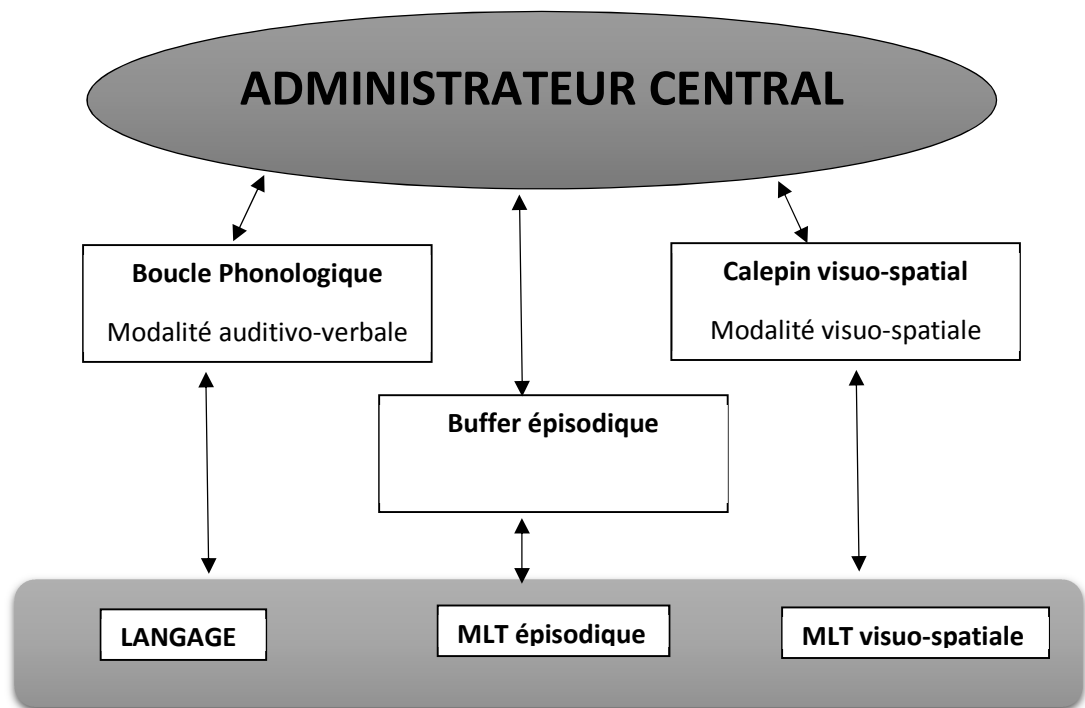 ADMINISTRATEUR CENTRAL
Boucle Phonologique
Modalité auditivo-verbale
Calepin visuo-spatial
Modalité visuo-spatiale
Buffer épisodique
LANGAGE
MLT épisodique
MLT visuo-spatiale